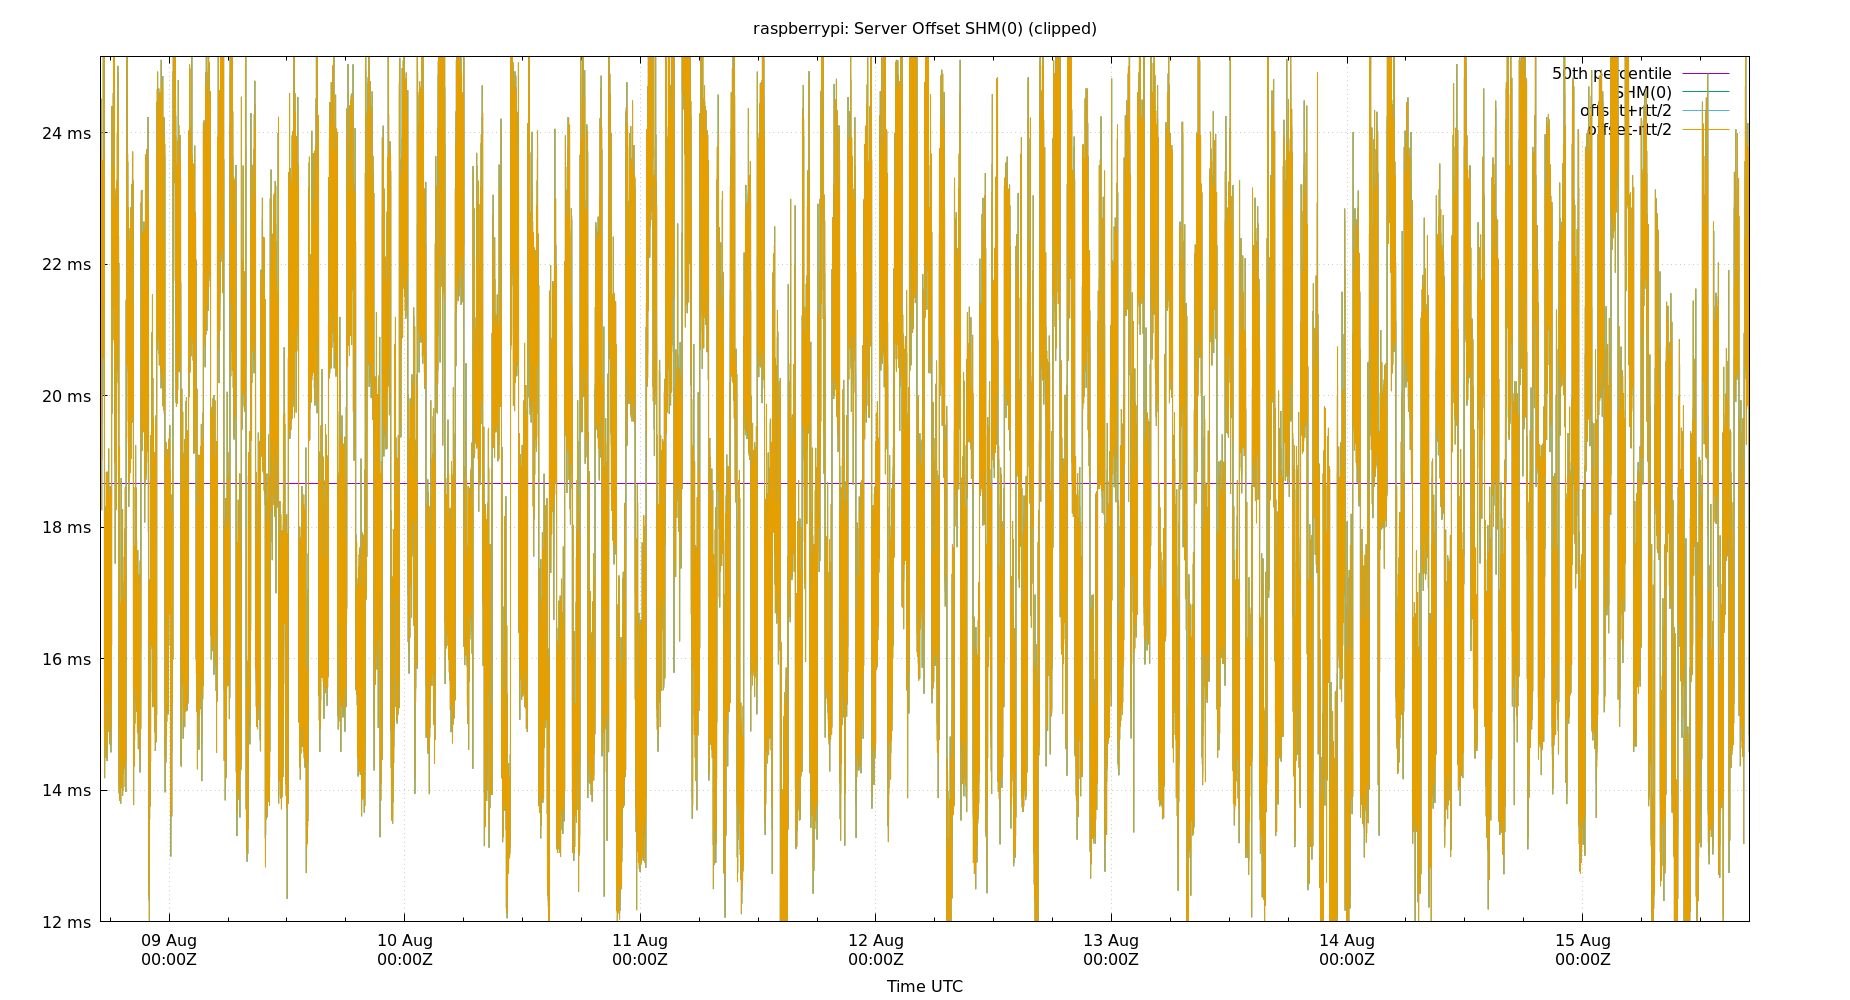 raspberrypi: Server Offset SHM(0) (clipped)
50th percentile
SHM(0)
offset+rtt/2
offset-rtt/2
24 ms
22 ms
20 ms
18 ms
16 ms
14 ms
12 ms
09 Aug
00:00Z
10 Aug
00:00Z
11 Aug
00:00Z
12 Aug
00:00Z
13 Aug
00:00Z
14 Aug
00:00Z
15 Aug
00:00Z
Time UTC